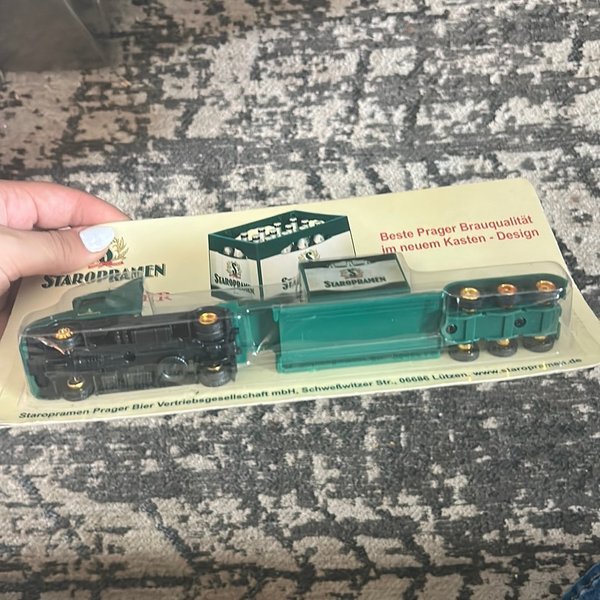 STAROPRAMEN
STAROPRAMEN
STAROPRAMEN
Beste Prager Brauqualität
im neuem Kasten - Design
Staropramen Prager Bier Vertriebsgesellschaft mbH, Schweßwitzer Str., 06686 Lützen. www.staropramen.de